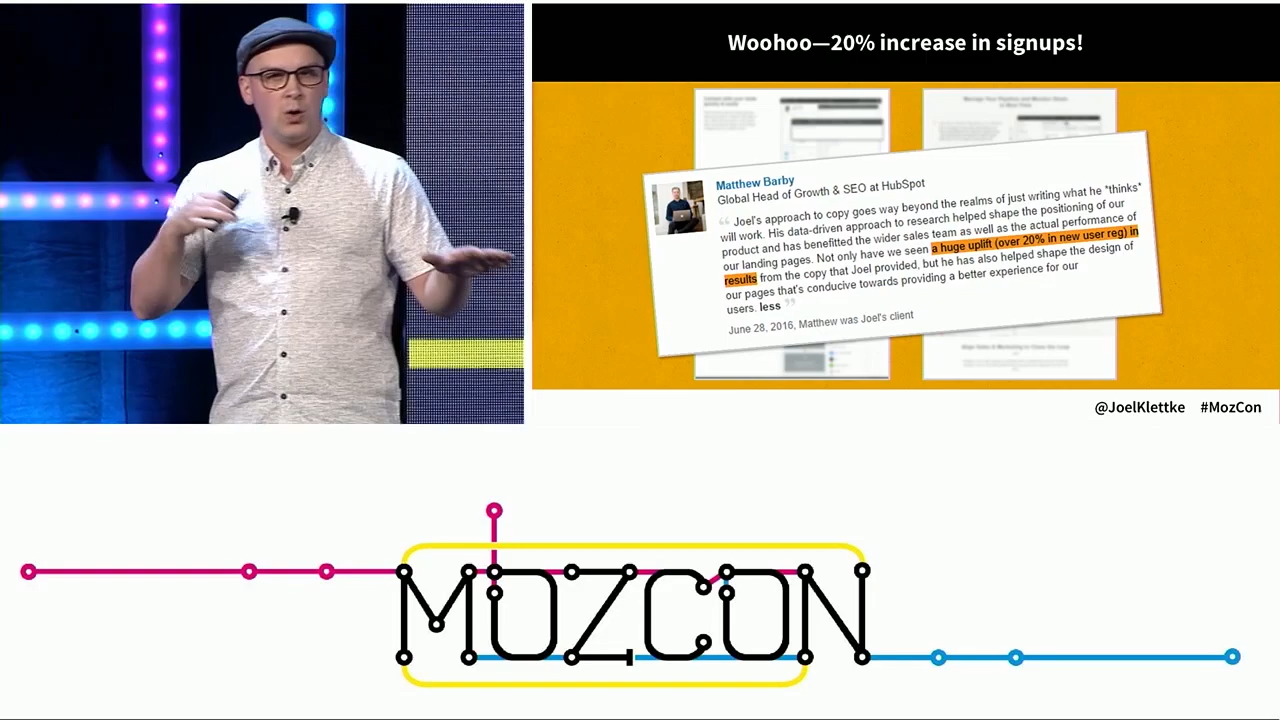 Woohoo—20% increase in signups!
Matthew Barby
Global Head of Growth & SEO at HubSpot
“ Joel's approach to copy goes way beyond the realms of just writing what he *thinks*
will work. His data-driven approach to research helped shape the positioning of our
product and has benefitted the wider sales team as well as the actual performance of
our landing pages. Not only have we seen a huge uplift (over 20% in new user reg) in
results from the copy that Joel provided, but he has also helped shape the design of
our pages that's conducive towards providing a better experience for our
users. less ”
June 28, 2016, Matthew was Joel's client
@JoelKlettke #MozCon
MOZCON